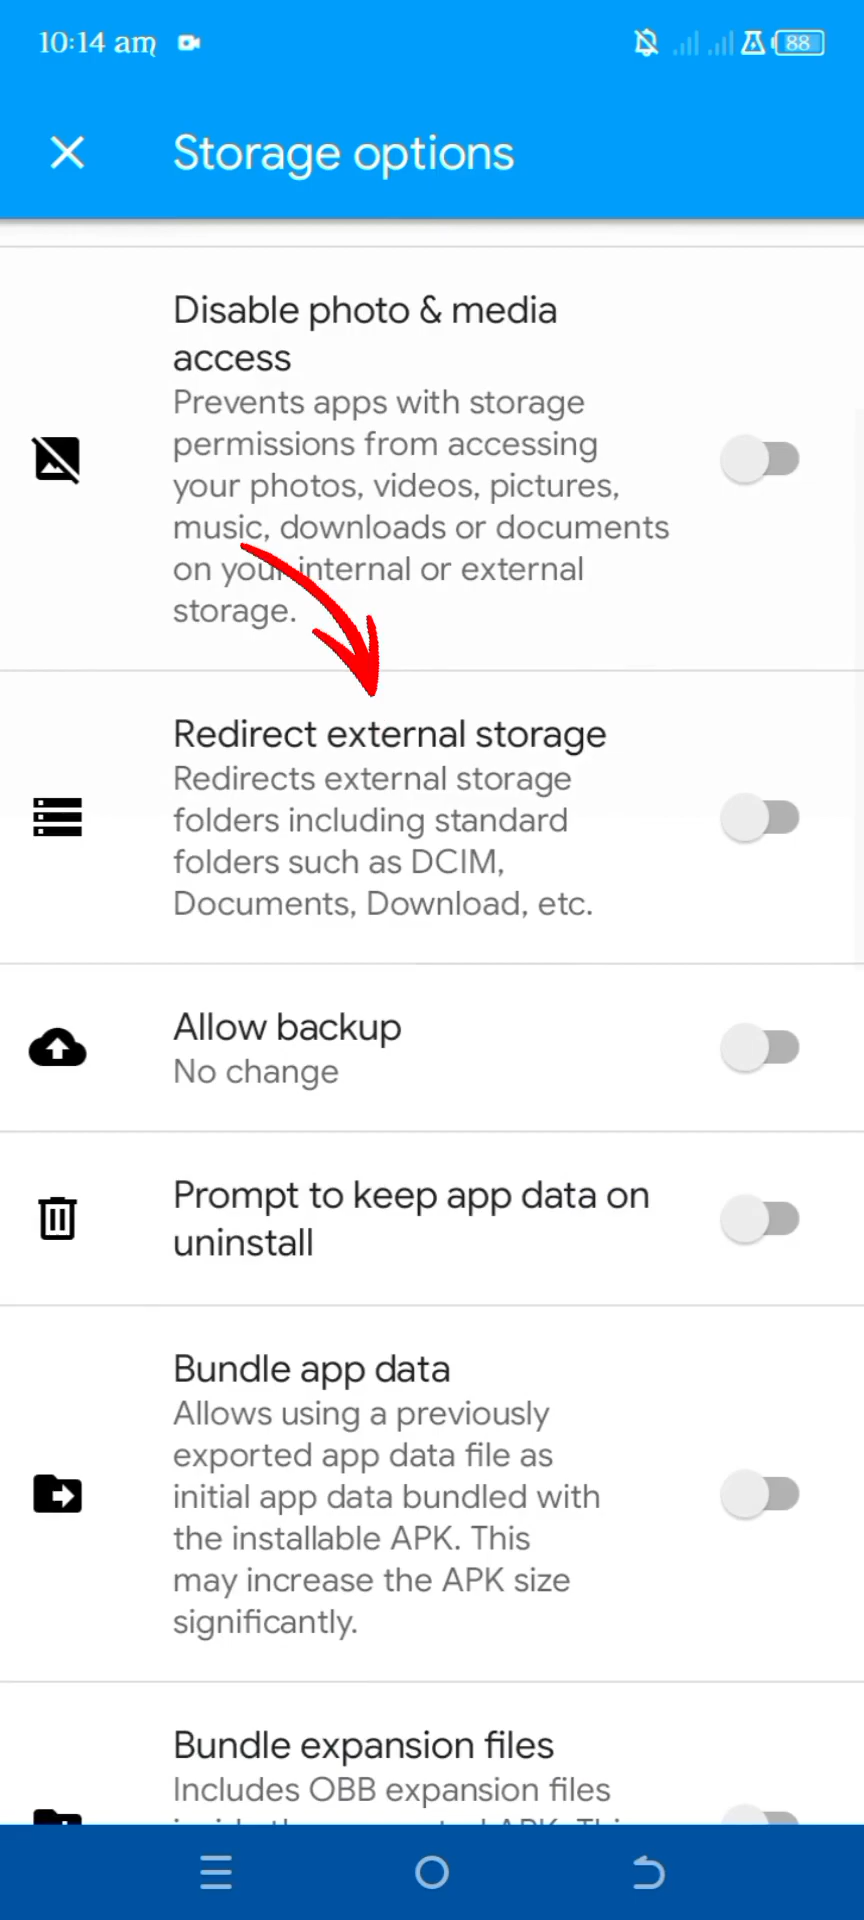 10:14 am
88
Storage options
Disable photo & media
access
Prevents apps with storage
permissions from accessing
your photos, videos, pictures,
music, downloads or documents
on your internal or external
storage.
Redirect external storage
Redirects external storage
folders including standard
folders such as DCIM,
Documents, Download, etc.
Allow backup
No change
Prompt to keep app data on
uninstall
Bundle app data
Allows using a previously
exported app data file as
initial app data bundled with
the installable APK. This
may increase the APK size
significantly.
Bundle expansion files
Includes OBB expansion files